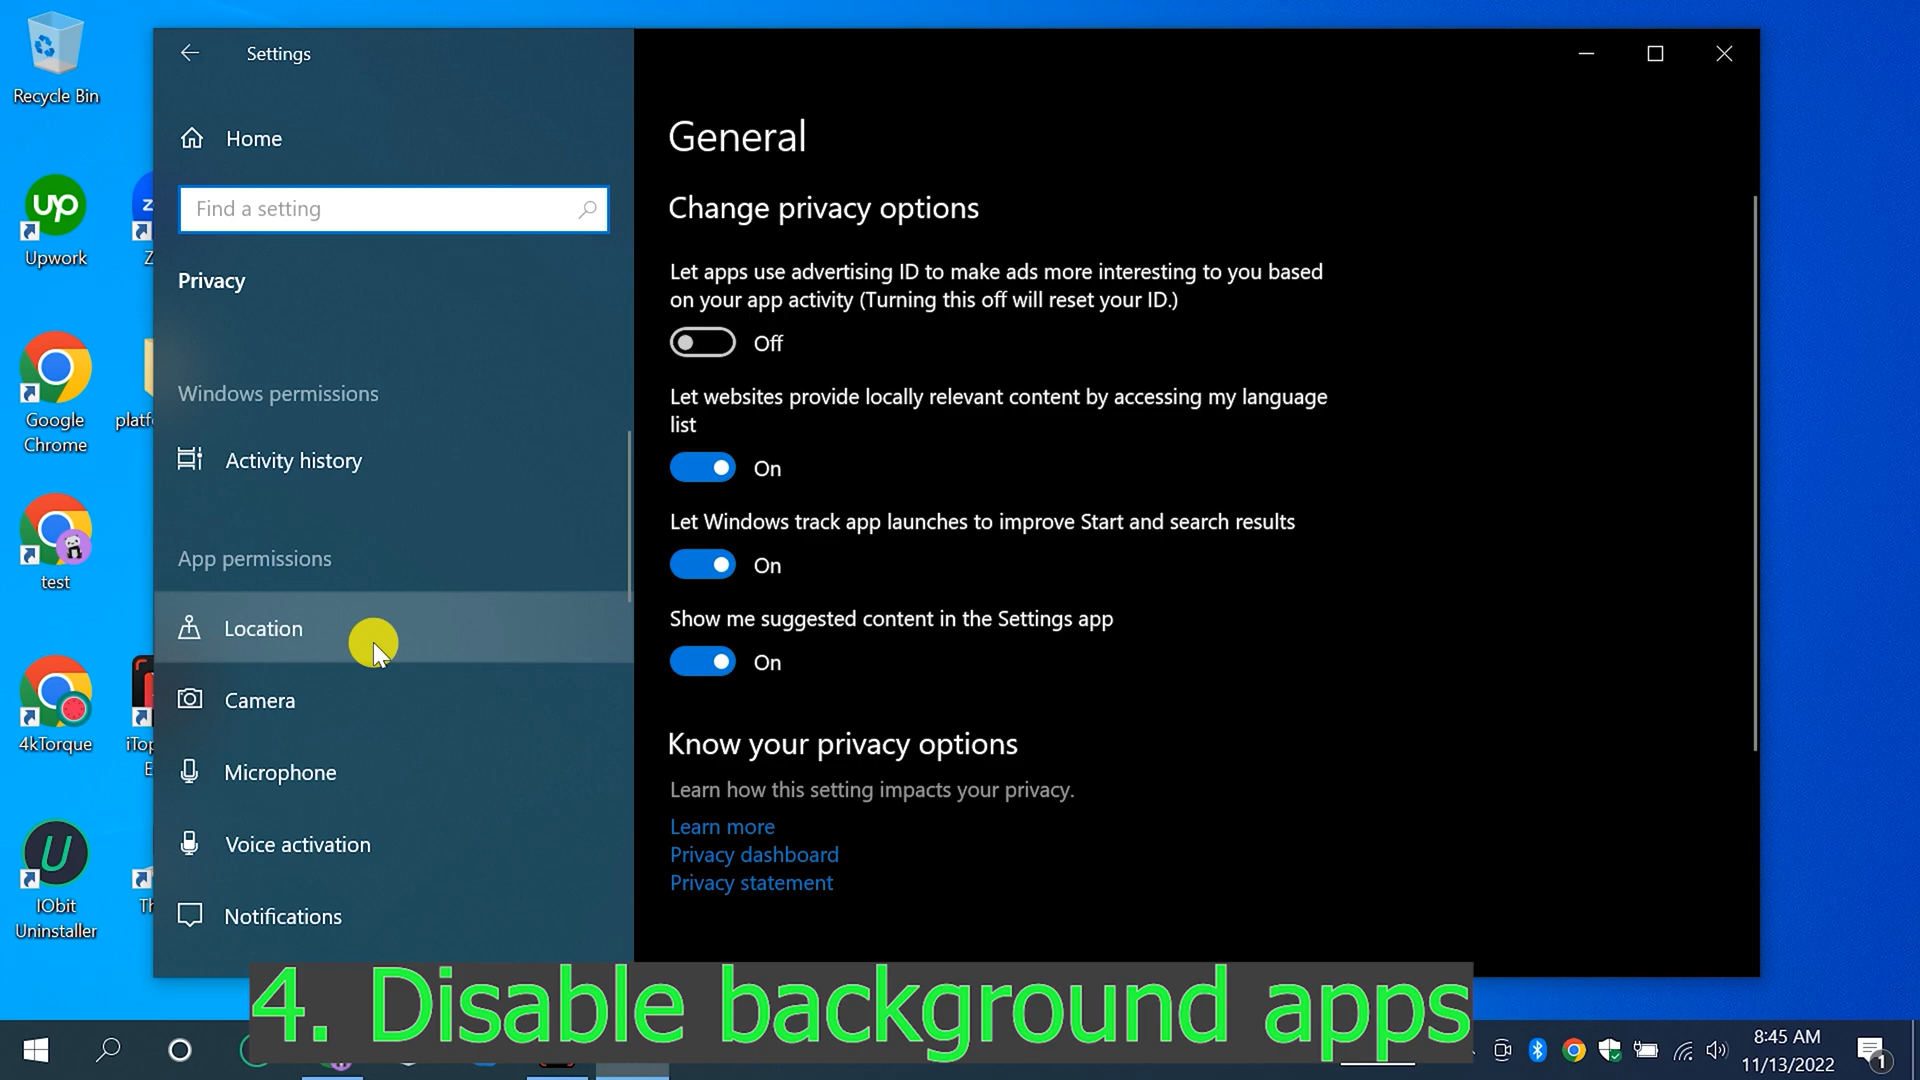 Recycle Bin
Upwork
Z
Google
Chrome
platf
test
4kTorque
iTop
E
IObit
Uninstaller
Th
Settings
Home
Find a setting
Privacy
Windows permissions
Activity history
App permissions
Location
Camera
Microphone
Voice activation
Notifications
General
Change privacy options
Let apps use advertising ID to make ads more interesting to you based
on your app activity (Turning this off will reset your ID.)
Off
Let websites provide locally relevant content by accessing my language
list
On
Let Windows track app launches to improve Start and search results
On
Show me suggested content in the Settings app
On
Know your privacy options
Learn how this setting impacts your privacy.
Learn more
Privacy dashboard
Privacy statement
4. Disable background apps
8:45 AM
11/13/2022
1